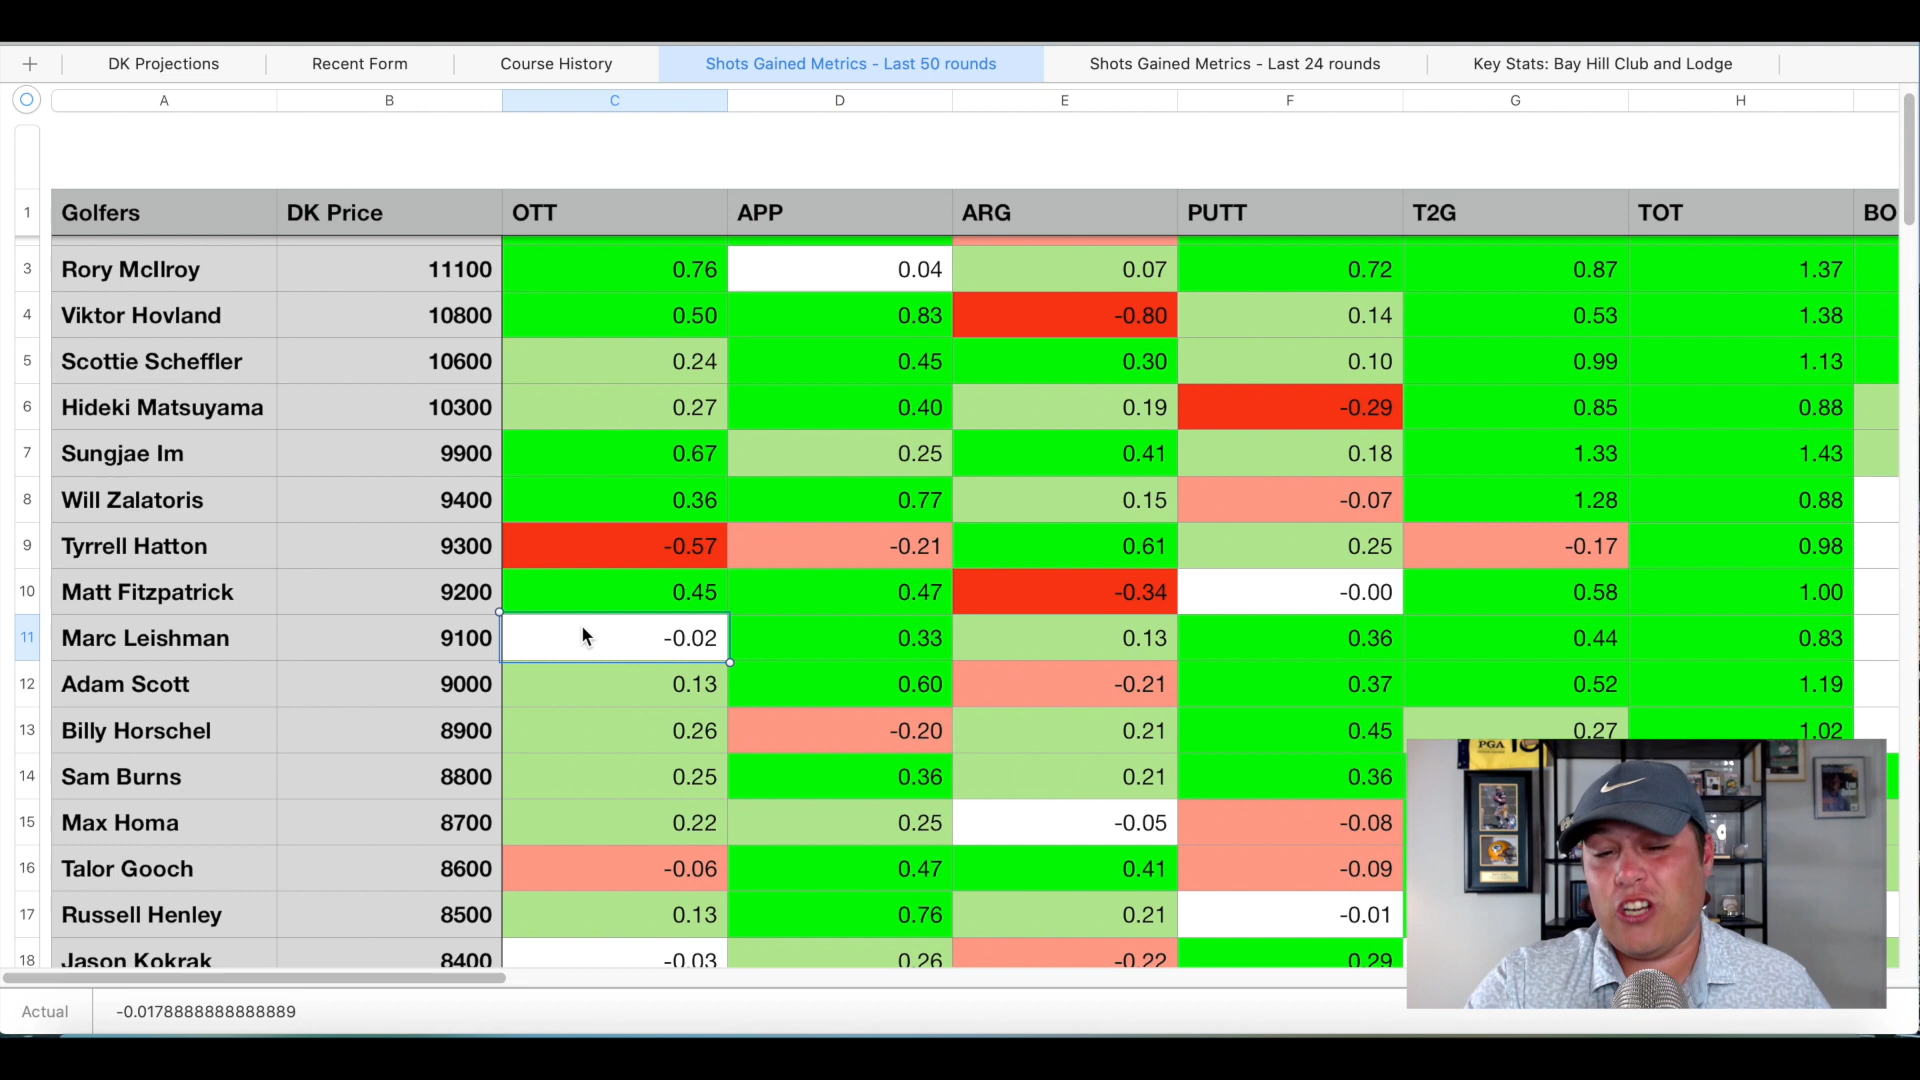 DK Projections Recent Form Course History Shots Gained Metrics - Last 50 rounds Shots Gained Metrics - Last 24 rounds Key Stats: Bay Hill Club and Lodge
A B C D E F G H
1 Golfers DK Price OTT APP ARG PUTT T2G TOT BO
3 Rory McIlroy 11100 0.76 0.04 0.07 0.72 0.87 1.37
4 Viktor Hovland 10800 0.50 0.83 -0.80 0.14 0.53 1.38
5 Scottie Scheffler 10600 0.24 0.45 0.30 0.10 0.99 1.13
6 Hideki Matsuyama 10300 0.27 0.40 0.19 -0.29 0.85 0.88
7 Sungjae Im 9900 0.67 0.25 0.41 0.18 1.33 1.43
8 Will Zalatoris 9400 0.36 0.77 0.15 -0.07 1.28 0.88
9 Tyrrell Hatton 9300 -0.57 -0.21 0.61 0.25 -0.17 0.98
10 Matt Fitzpatrick 9200 0.45 0.47 -0.34 -0.00 0.58 1.00
11 Marc Leishman 9100 -0.02 0.33 0.13 0.36 0.44 0.83
12 Adam Scott 9000 0.13 0.60 -0.21 0.37 0.52 1.19
13 Billy Horschel 8900 0.26 -0.20 0.21 0.45 0.27 1.02
14 Sam Burns 8800 0.25 0.36 0.21 0.36
15 Max Homa 8700 0.22 0.25 -0.05 -0.08
16 Talor Gooch 8600 -0.06 0.47 0.41 -0.09
17 Russell Henley 8500 0.13 0.76 0.21 -0.01
18 Jason Kokrak 8400 -0.03 0.26 -0.22 0.29
PGA
Actual -0.0178888888888889